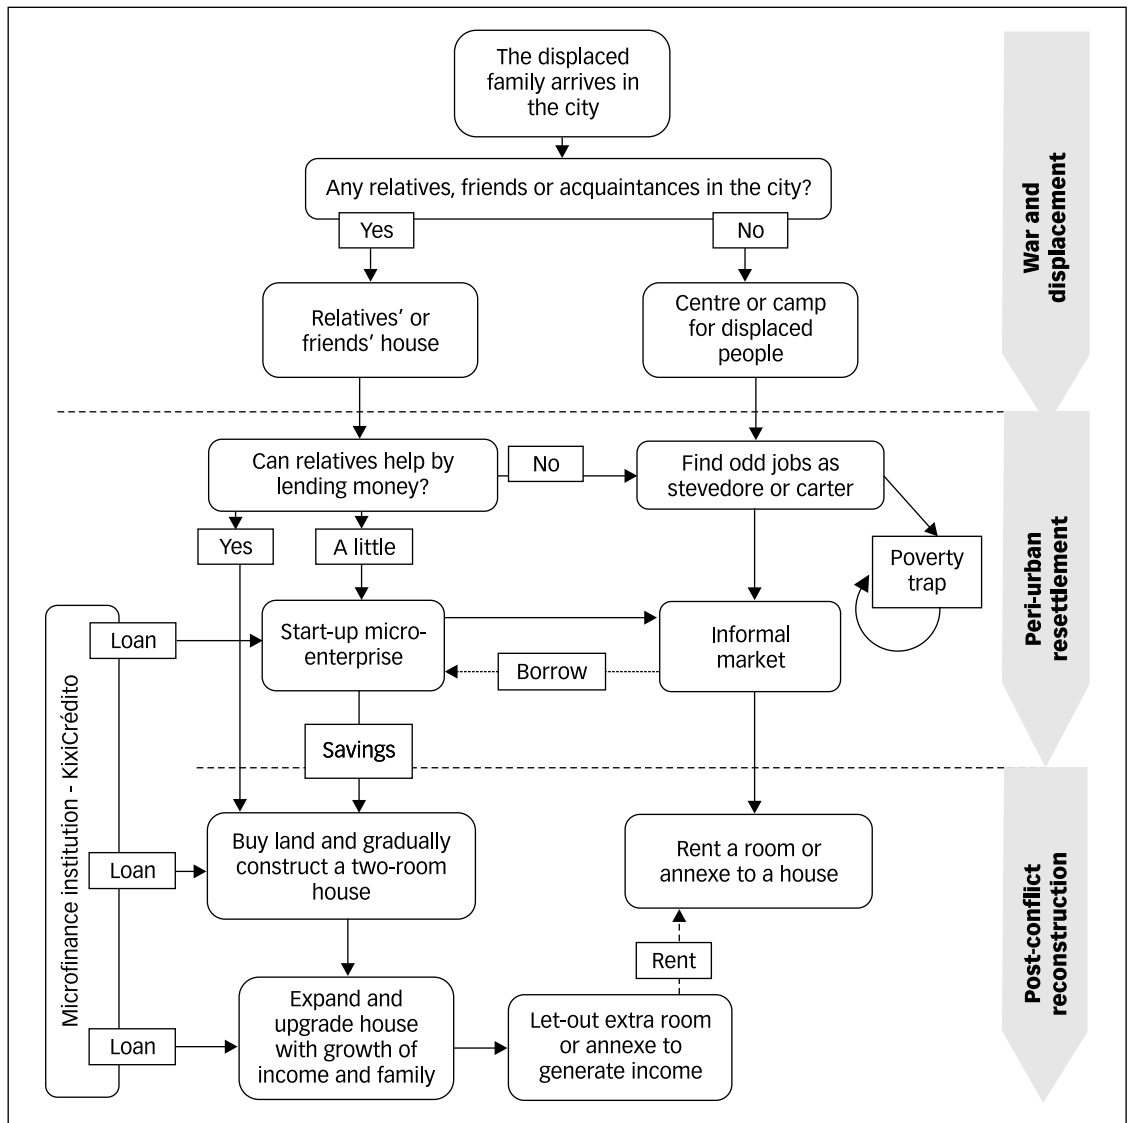 The displaced
family arrives in
the city
Any relatives, friends or acquaintances in the city?
Yes
No
Relatives' or
friends' house
Centre or camp
for displaced
people
War and
displacement
Can relatives help by
lending money?
No
Find odd jobs as
stevedore or carter
Yes
A little
Poverty
trap
Loan
Start-up micro-
enterprise
Informal
market
Borrow
Savings
Peri-urban
resettlement
Microfinance institution - KixiCrédito
Loan
Buy land and gradually
construct a two-room
house
Rent a room or
annexe to a house
Rent
Loan
Expand and
upgrade house
with growth of
income and family
Let-out extra room
or annexe to
generate income
Post-conflict
reconstruction